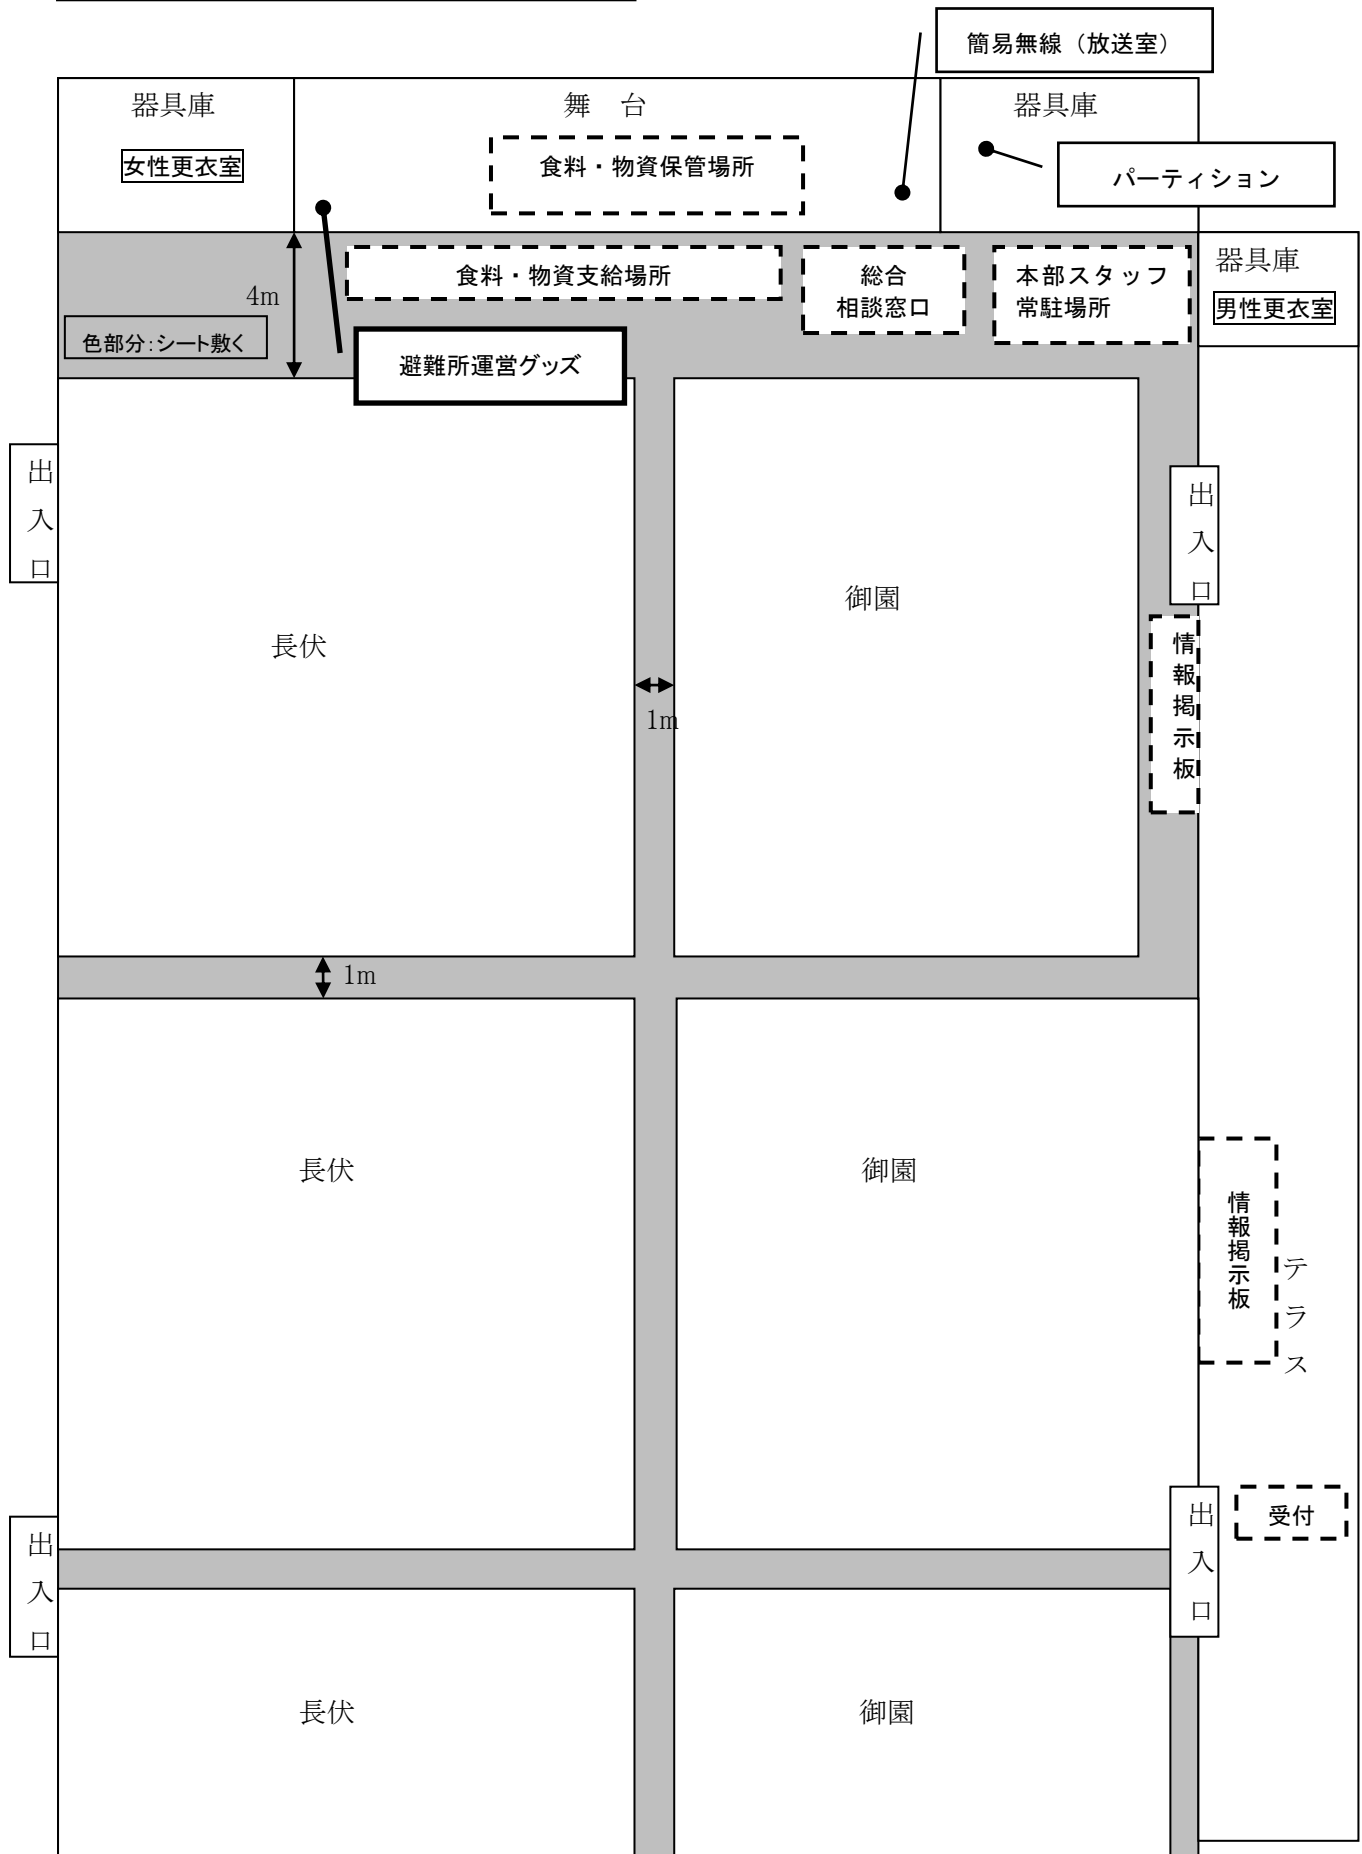 簡易無線（放送室）
器具庫
舞　台
器具庫
女性更衣室
食料・物資保管場所
パーティション
食料・物資支給場所
総合
相談窓口
本部スタッフ
常駐場所
器具庫
男性更衣室
4m
色部分：シート敷く
避難所運営グッズ
出入口
出入口
長伏
御園
情報掲示板
1m
1m
長伏
御園
情報掲示板
テラス
出入口
出入口
受付
長伏
御園